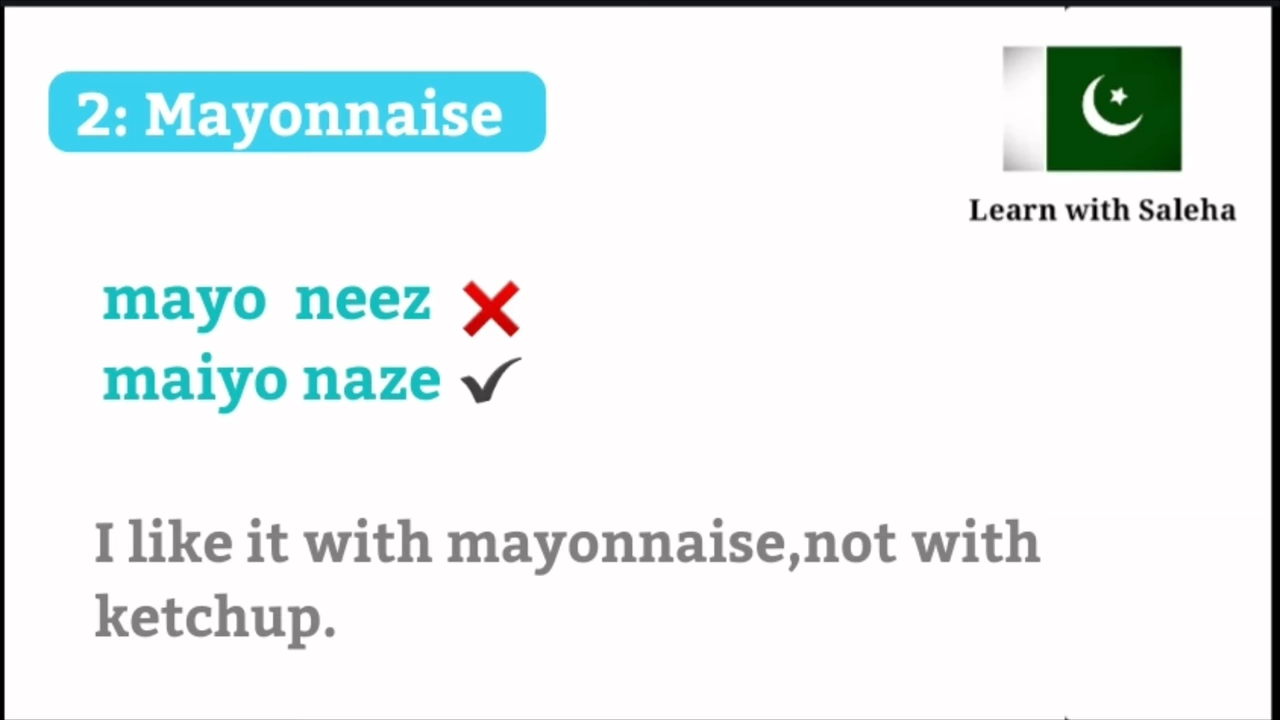 2: Mayonnaise
Learn with Saleha
mayo neez
maiyo naze
I like it with mayonnaise,not with
ketchup.